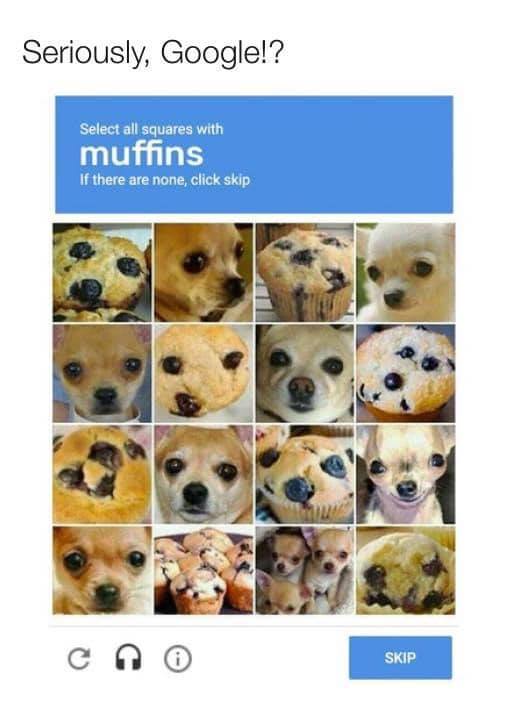 Seriously, Google!?
Select all squares with
muffins
If there are none, click skip
SKIP